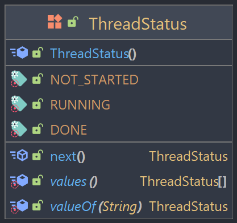 ThreadStatus
ThreadStatus()
NOT_STARTED
RUNNING
DONE
next() ThreadStatus
values () ThreadStatus[]
valueOf (String) ThreadStatus